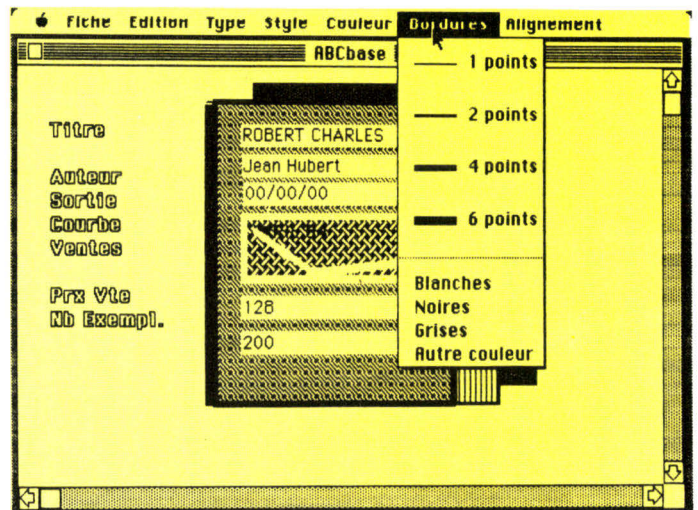 Fiche Edition Type Style Couleur Bordures Alignement
ABCbase
1 points
2 points
4 points
6 points
Blanches
Noires
Grises
Autre couleur
Titre
Auteur
Sortie
Courbe
Ventes
Prx Vte
Nb Exempl.
ROBERT CHARLES
Jean Hubert
00/00/00
128
200